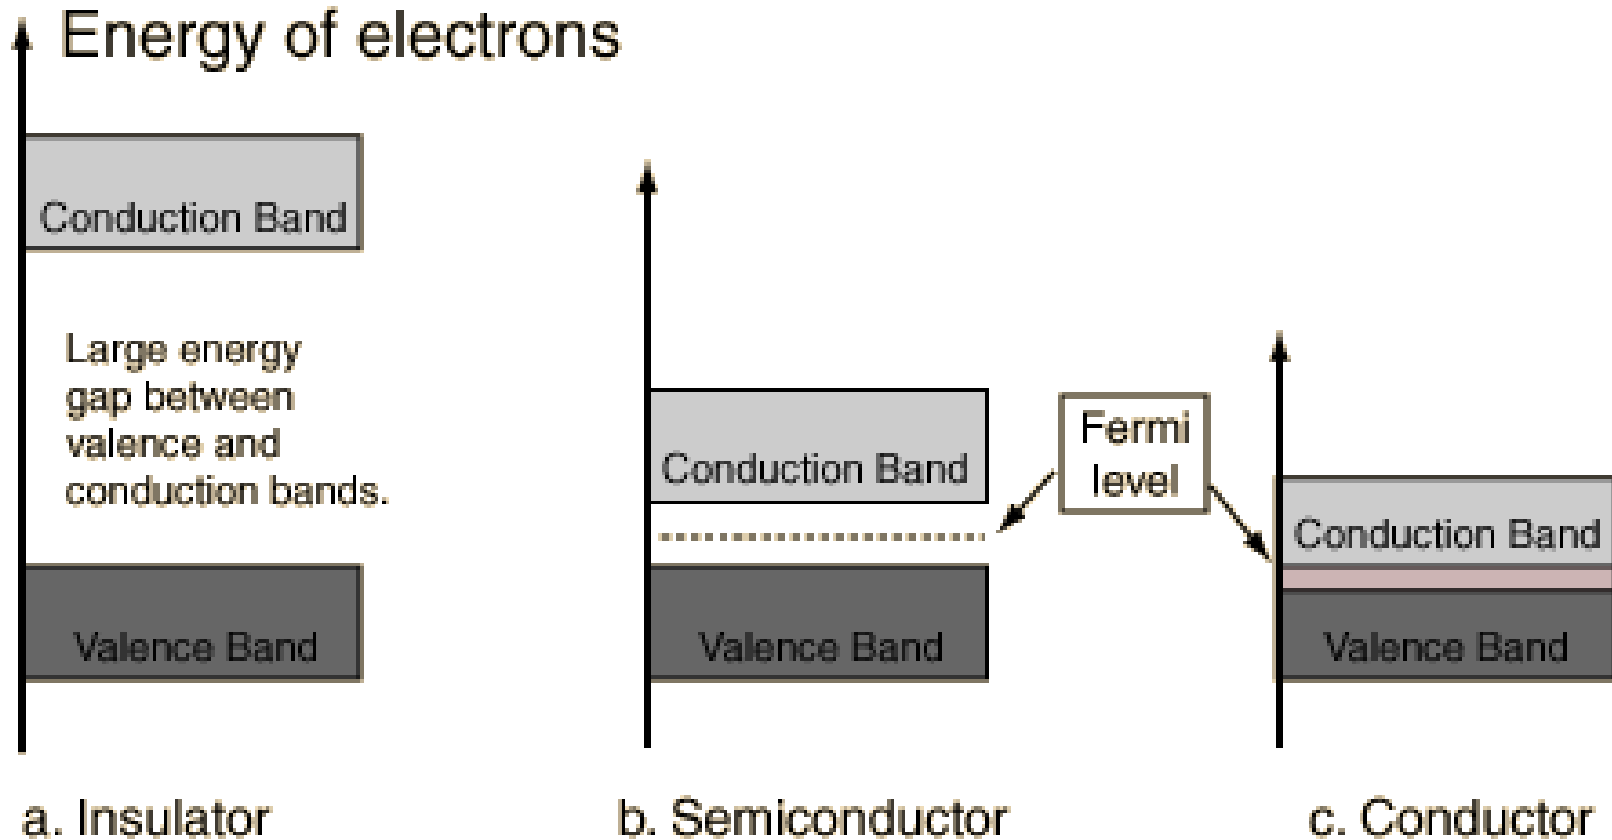 Energy of electrons
Conduction Band
Large energy
gap between
valence and
conduction bands.
Valence Band
a. Insulator
Conduction Band
Valence Band
b. Semiconductor
Fermi
level
Conduction Band
Valence Band
c. Conductor